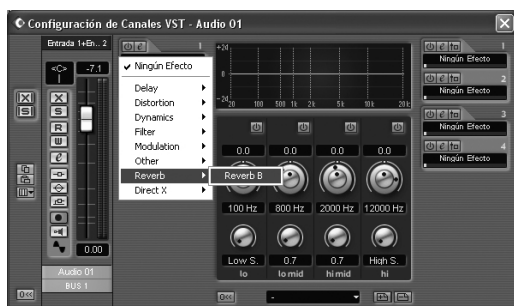 Configuración de Canales VST - Audio 01
Entrada 1+En.. 2
<C> -7.1
X
S
R
W
e
0.00
Audio 01
BUS 1
1
✓ Ningún Efecto
Delay
Distortion
Dynamics
Filter
Modulation
Other
Reverb
Direct X
Reverb B
+24
0
-24
20 100 500 1k 2k 5k 10k 20k
0.0 0.0 0.0 0.0
100 Hz 800 Hz 2000 Hz 12000 Hz
Low S. 0.7 0.7 High S.
lo lo mid hi mid hi
1
Ningún Efecto
2
Ningún Efecto
3
Ningún Efecto
4
Ningún Efecto